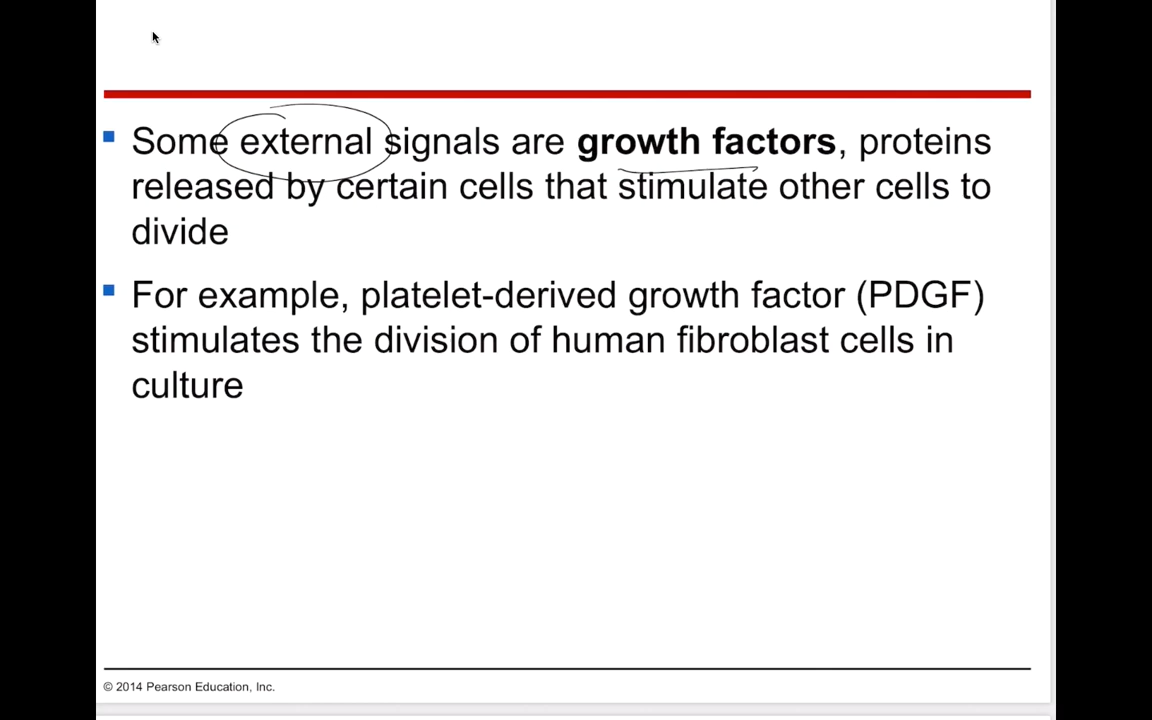 Some external signals are growth factors, proteins
released by certain cells that stimulate other cells to
divide
For example, platelet-derived growth factor (PDGF)
stimulates the division of human fibroblast cells in
culture
© 2014 Pearson Education, Inc.